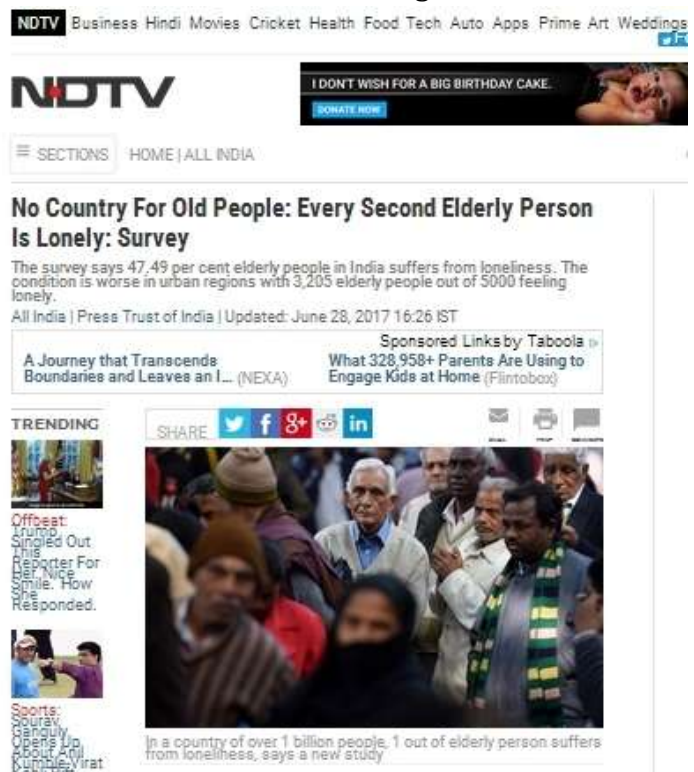 NDTV Business Hindi Movies Cricket Health Food Tech Auto Apps Prime Art Weddings
NDTV
I DON'T WISH FOR A BIG BIRTHDAY CAKE.
DONATE NOW
SECTIONS HOME | ALL INDIA
No Country For Old People: Every Second Elderly Person
Is Lonely: Survey
The survey says 47.49 per cent elderly people in India suffers from loneliness. The
condition is worse in urban regions with 3,205 elderly people out of 5000 feeling
lonely.
All India | Press Trust of India | Updated: June 28, 2017 16:26 IST
Sponsored Links by Taboola
A Journey that Transcends
Boundaries and Leaves an I... (NEXA)
What 328,958+ Parents Are Using to
Engage Kids at Home (Flintobox)
TRENDING
SHARE
Offbeat:
Trump
Singled Out
This
Reporter For
Her Nice
Smile. How
She
Responded.
Sports:
Sourav
Ganguly
Opens Up
About Anil
Kumble-Virat
In a country of over 1 billion people, 1 out of elderly person suffers
from loneliness, says a new study